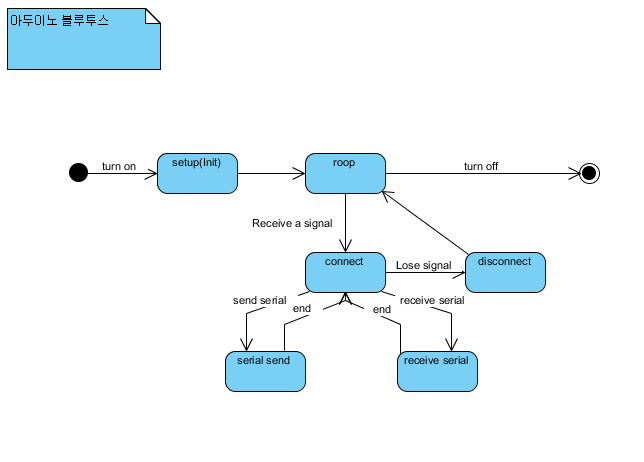 아두이노 블루투스
turn on
setup(Init)
roop
turn off
Receive a signal
connect
Lose signal
disconnect
send serial
end
end
receive serial
serial send
receive serial